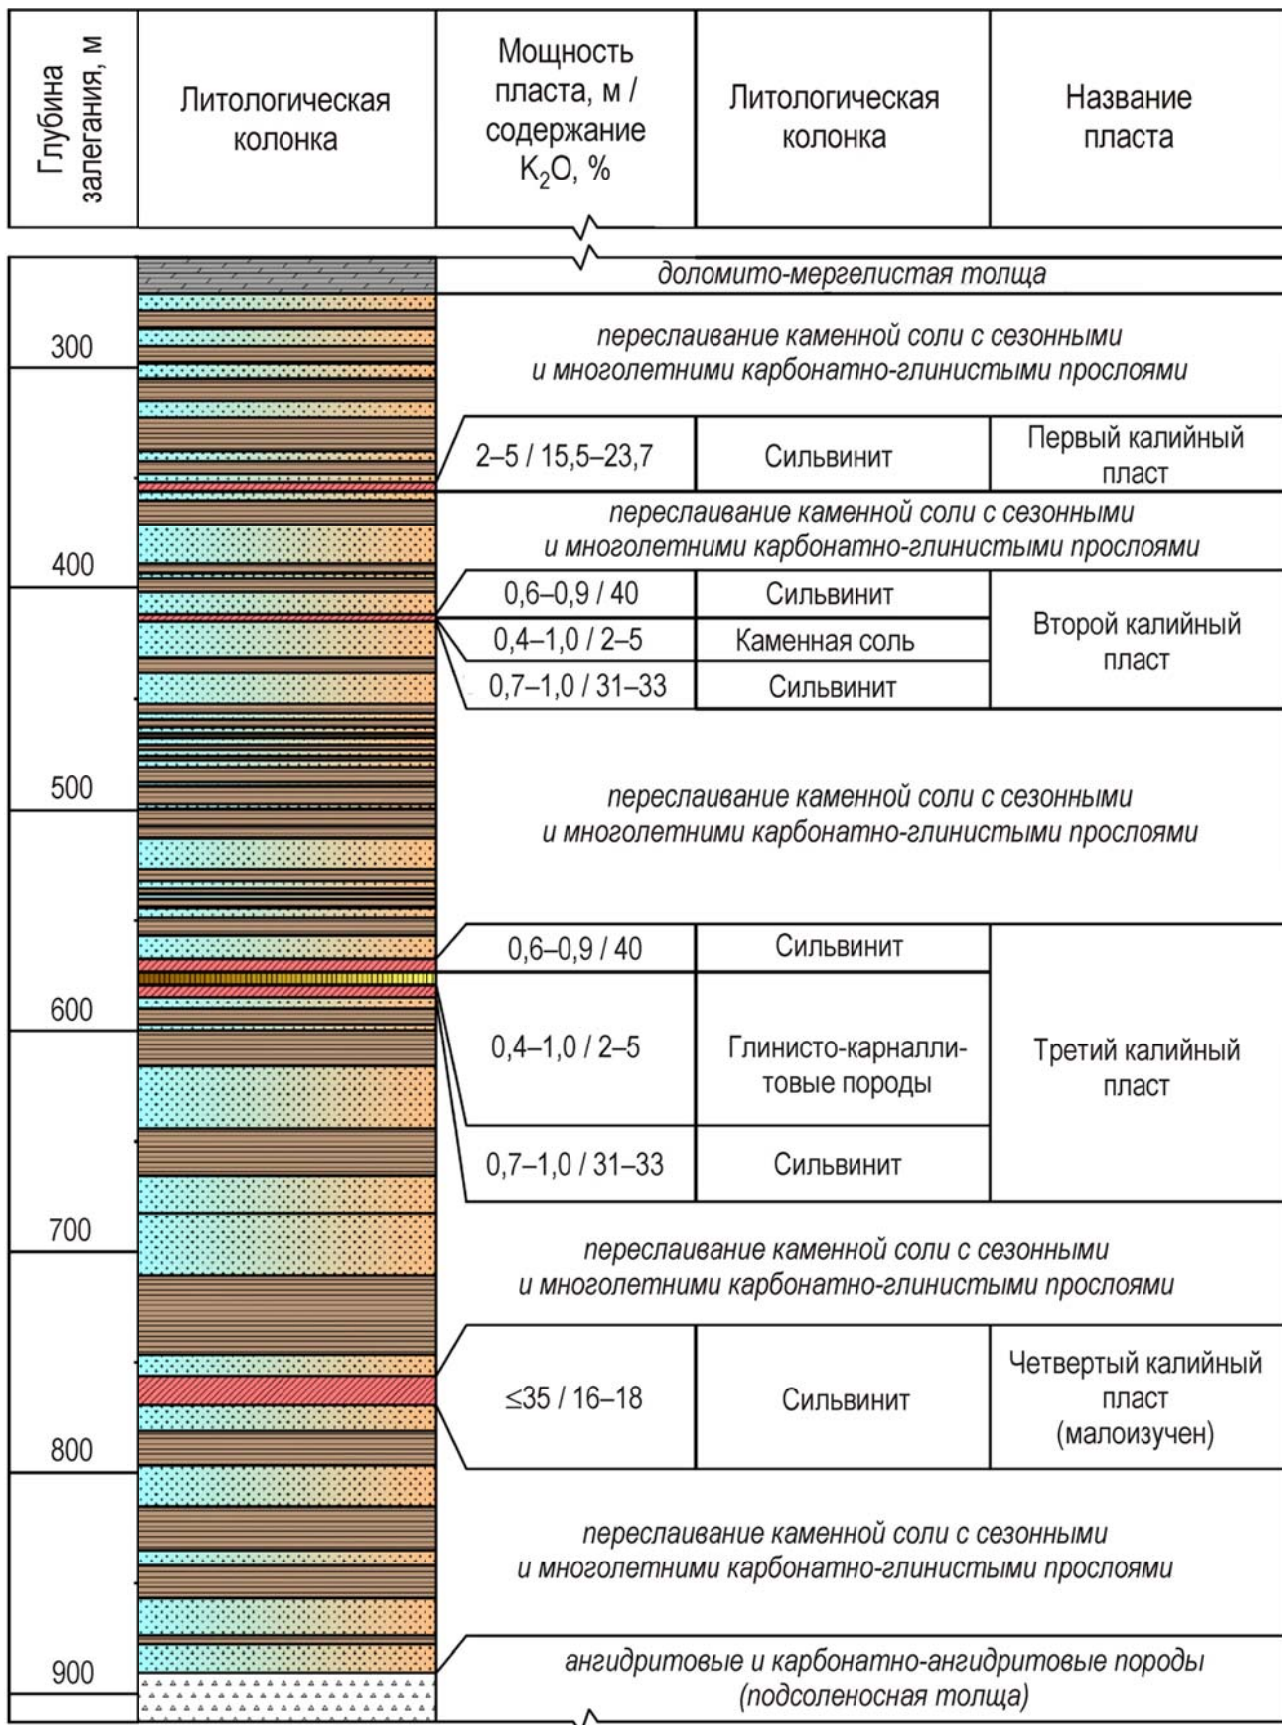 Глубина
залегания, м
Литологическая
колонка
Мощность
пласта, м /
содержание
K₂O, %
Литологическая
колонка
Название
пласта
доломито-мергелистая толща
300
переслаивание каменной соли с сезонными
и многолетними карбонатно-глинистыми прослоями
2–5 / 15,5–23,7
Сильвинит
Первый калийный
пласт
переслаивание каменной соли с сезонными
и многолетними карбонатно-глинистыми прослоями
400
0,6–0,9 / 40
Сильвинит
0,4–1,0 / 2–5
Каменная соль
0,7–1,0 / 31–33
Сильвинит
Второй калийный
пласт
500
переслаивание каменной соли с сезонными
и многолетними карбонатно-глинистыми прослоями
0,6–0,9 / 40
Сильвинит
600
0,4–1,0 / 2–5
Глинисто-карналли-
товые породы
0,7–1,0 / 31–33
Сильвинит
Третий калийный
пласт
700
переслаивание каменной соли с сезонными
и многолетними карбонатно-глинистыми прослоями
≤35 / 16–18
Сильвинит
Четвертый калийный
пласт
(малоизучен)
800
переслаивание каменной соли с сезонными
и многолетними карбонатно-глинистыми прослоями
900
ангидритовые и карбонатно-ангидритовые породы
(подсоленосная толща)